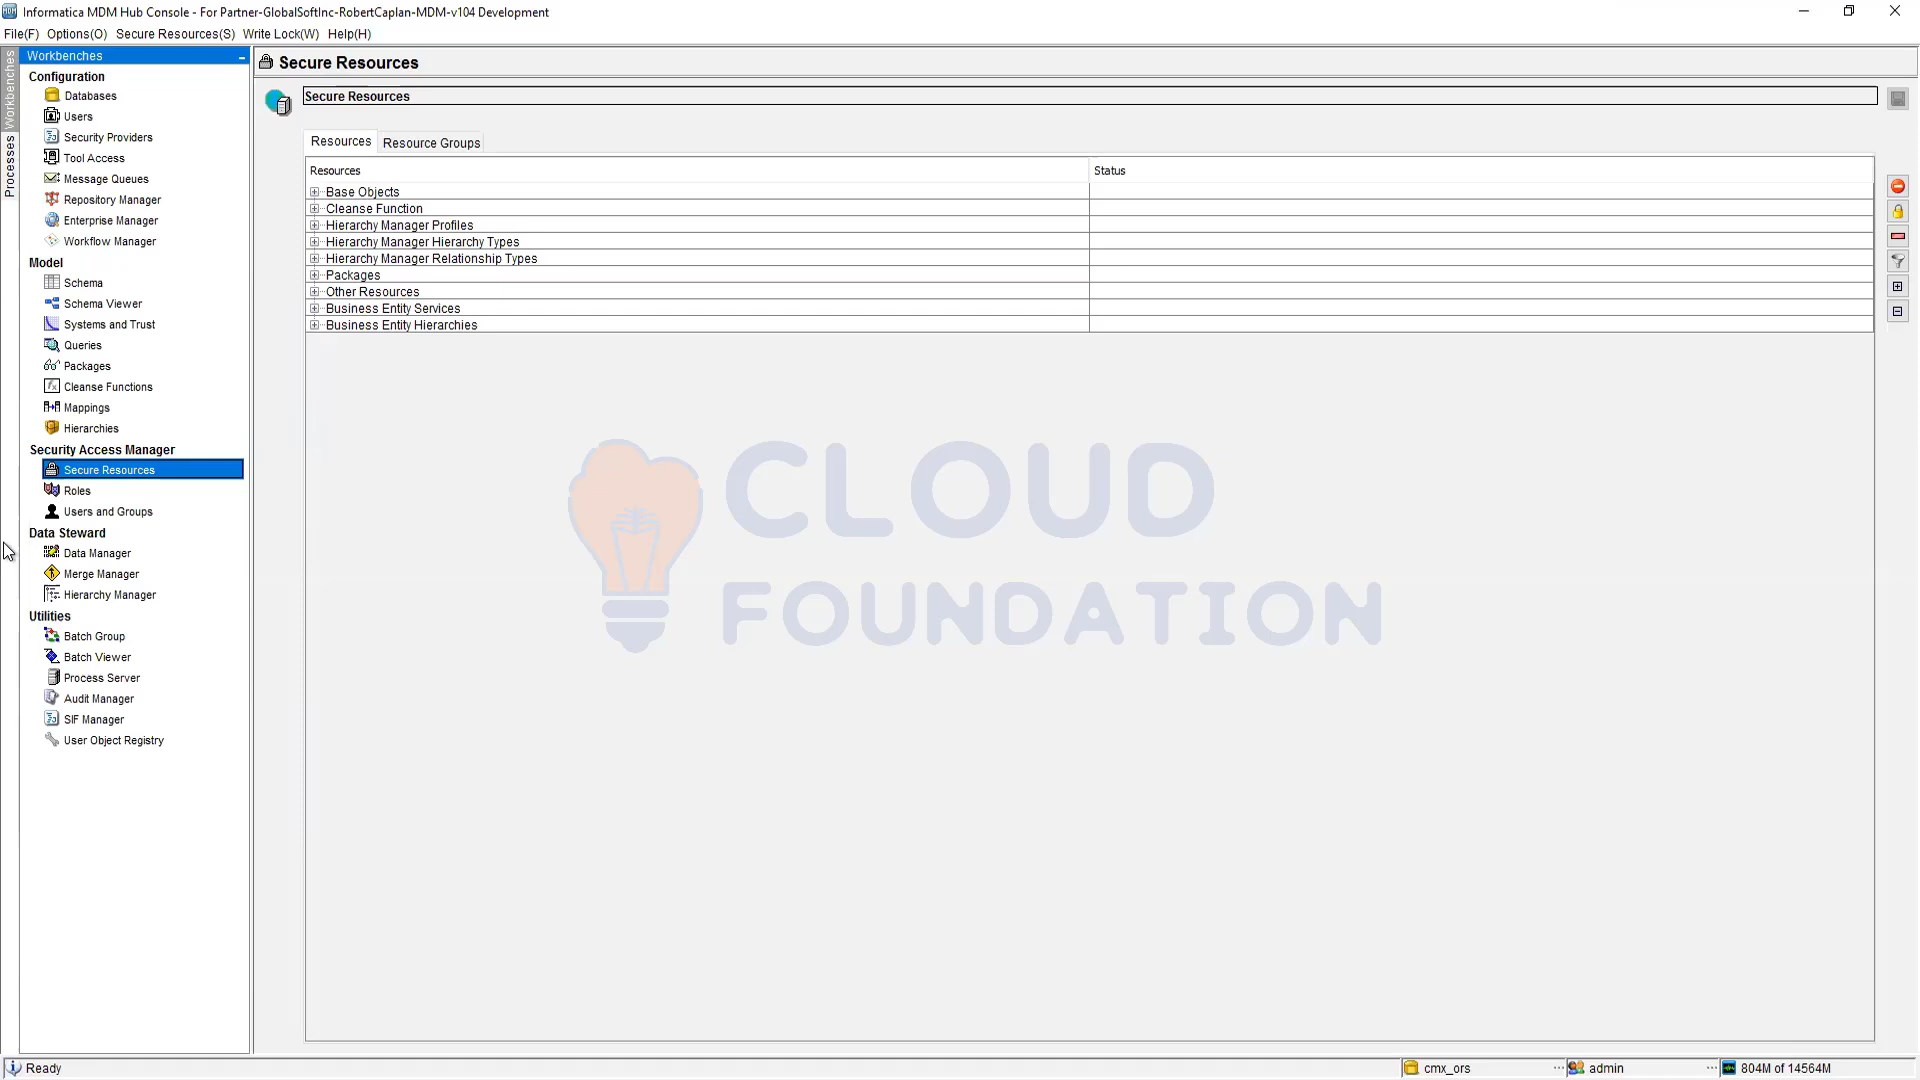 Informatica MDM Hub Console - For Partner-GlobalSoftInc-RobertCaplan-MDM-v104 Development
File(F) Options(O) Secure Resources(S) Write Lock(W) Help(H)
Workbenches
Processes
Workbenches
Configuration
Databases
Users
Security Providers
Tool Access
Message Queues
Repository Manager
Enterprise Manager
Workflow Manager
Model
Schema
Schema Viewer
Systems and Trust
Queries
Packages
Cleanse Functions
Mappings
Hierarchies
Security Access Manager
Secure Resources
Roles
Users and Groups
Data Steward
Data Manager
Merge Manager
Hierarchy Manager
Utilities
Batch Group
Batch Viewer
Process Server
Audit Manager
SIF Manager
User Object Registry
Secure Resources
Secure Resources
Resources Resource Groups
Resources Status
Base Objects
Cleanse Function
Hierarchy Manager Profiles
Hierarchy Manager Hierarchy Types
Hierarchy Manager Relationship Types
Packages
Other Resources
Business Entity Services
Business Entity Hierarchies
CLOUD
FOUNDATION
Ready cmx_ors ... admin ... 804M of 14564M